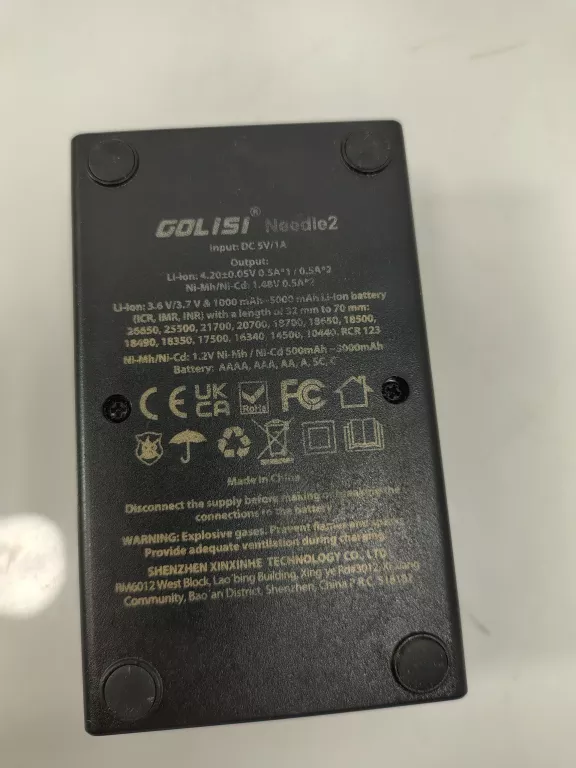 GOLISI® Needle2
Input: DC 5V/1A
Output:
Li-Ion: 4.20±0.05V 0.5A*1 / 0.5A*2
Ni-Mh/Ni-Cd: 1.48V 0.5A*2
Li-Ion: 3.6 V/3.7 V & 1000 mAh~5000 mAh Li-Ion battery
(ICR, IMR, INR) with a length of 32 mm to 70 mm:
26650, 25500, 21700, 20700, 18700, 18650, 18500,
18490, 18350, 17500, 16340, 14500, 10440, RCR 123
Ni-Mh/Ni-Cd: 1.2V Ni-Mh / Ni-Cd 500mAh ~3000mAh
Battery: AAAA, AAA, AA, A, SC, C
CE UK CA RoHs FC
Made in China
Disconnect the supply before making or breaking the
connections to the battery
WARNING: Explosive gases. Prevent flames and
Provide adequate ventilation during charging.
SHENZHEN XINXINHE TECHNOLOGY CO., LTD
RM6012 West Block, Lao bing Building, Xing ye Rd#3012, Xi xiang
Community, Bao an District, Shenzhen, China P.R.C. 518102